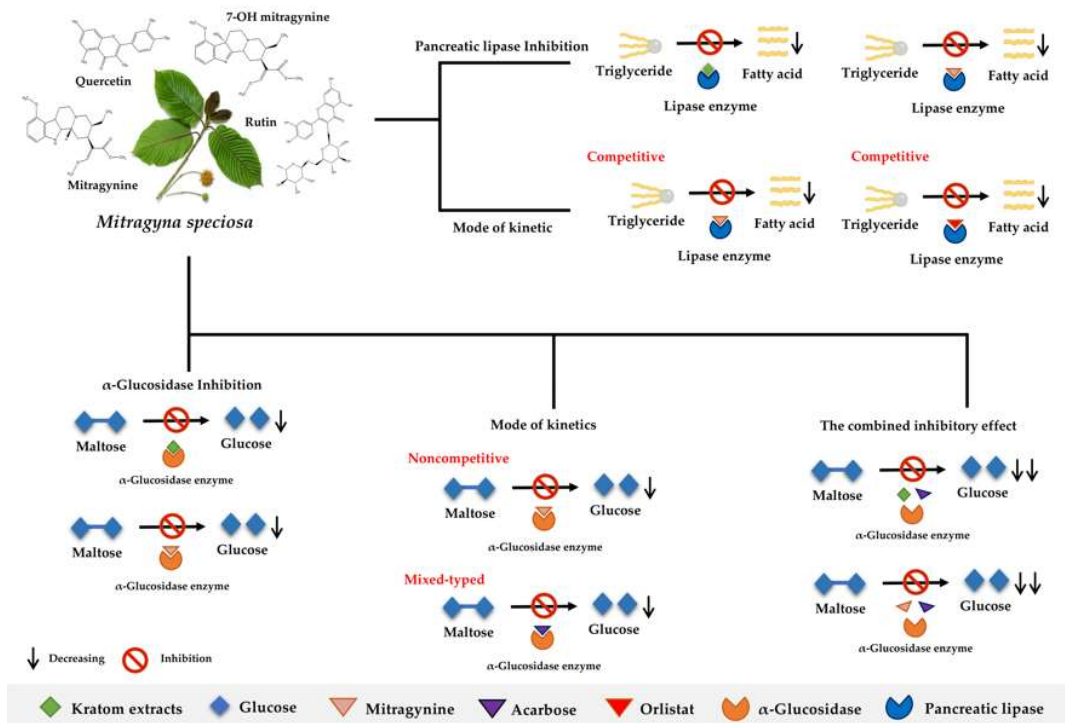 7-OH mitragynine
Quercetin
Rutin
Mitragynine
Mitragyna speciosa
Pancreatic lipase Inhibition
Triglyceride
Fatty acid
Lipase enzyme
Triglyceride
Fatty acid
Lipase enzyme
Mode of kinetic
Competitive
Triglyceride
Fatty acid
Lipase enzyme
Competitive
Triglyceride
Fatty acid
Lipase enzyme
α-Glucosidase Inhibition
Maltose
Glucose
α-Glucosidase enzyme
Maltose
Glucose
α-Glucosidase enzyme
Mode of kinetics
Noncompetitive
Maltose
Glucose
α-Glucosidase enzyme
Mixed-typed
Maltose
Glucose
α-Glucosidase enzyme
The combined inhibitory effect
Maltose
Glucose
α-Glucosidase enzyme
Maltose
Glucose
α-Glucosidase enzyme
Decreasing
Inhibition
Kratom extracts
Glucose
Mitragynine
Acarbose
Orlistat
α-Glucosidase
Pancreatic lipase